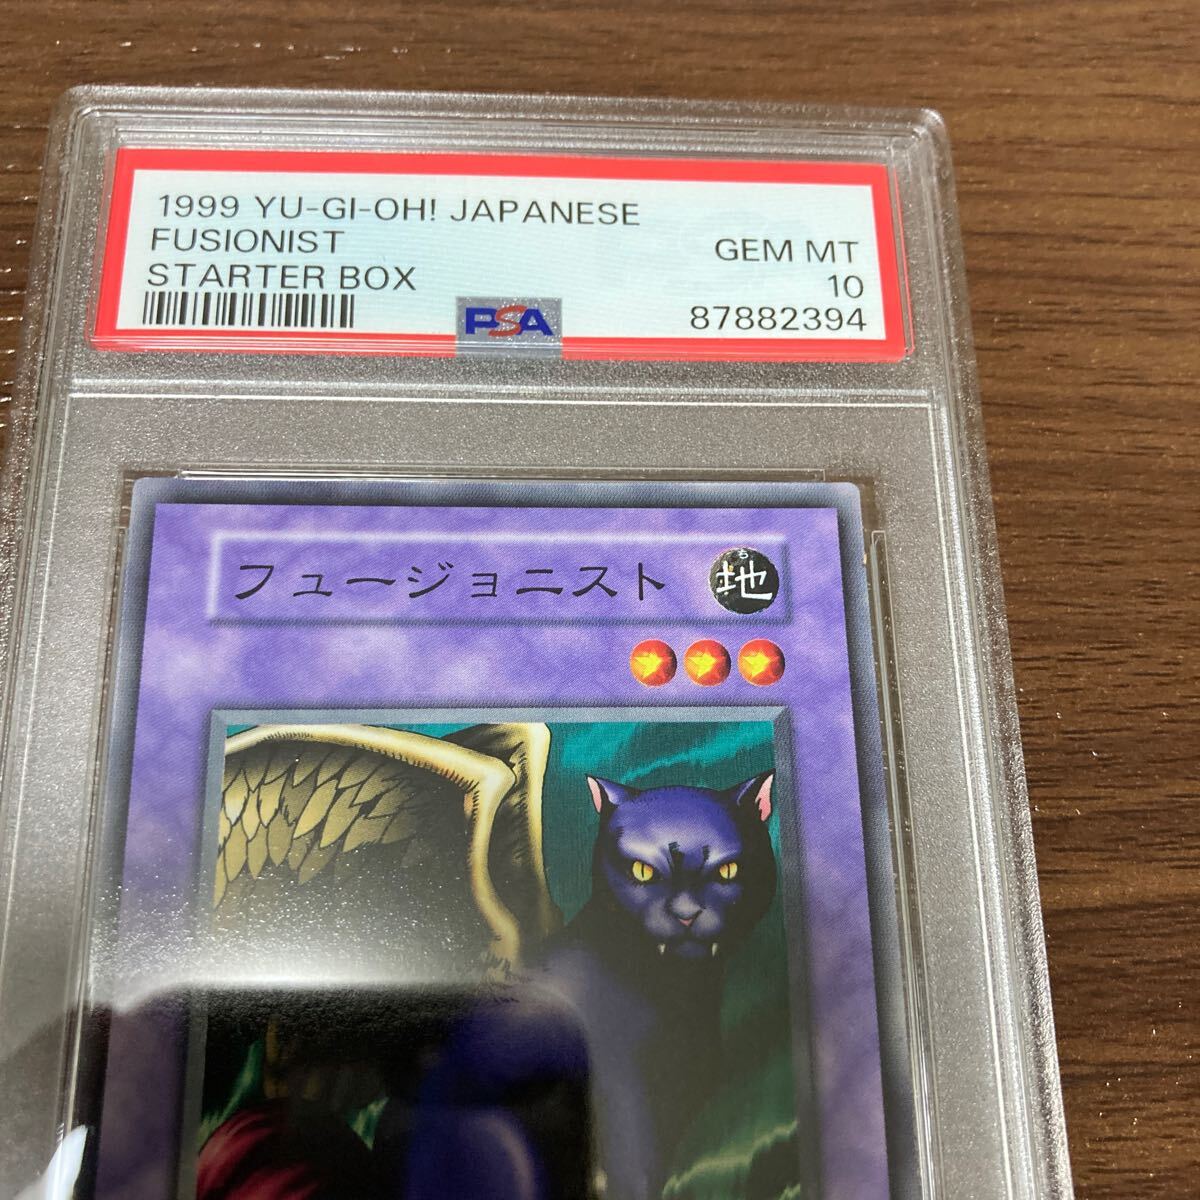 1999 YU-GI-OH! JAPANESE
FUSIONIST
STARTER BOX
GEM MT
10
87882394
PSA
フュージョニスト
ち
地